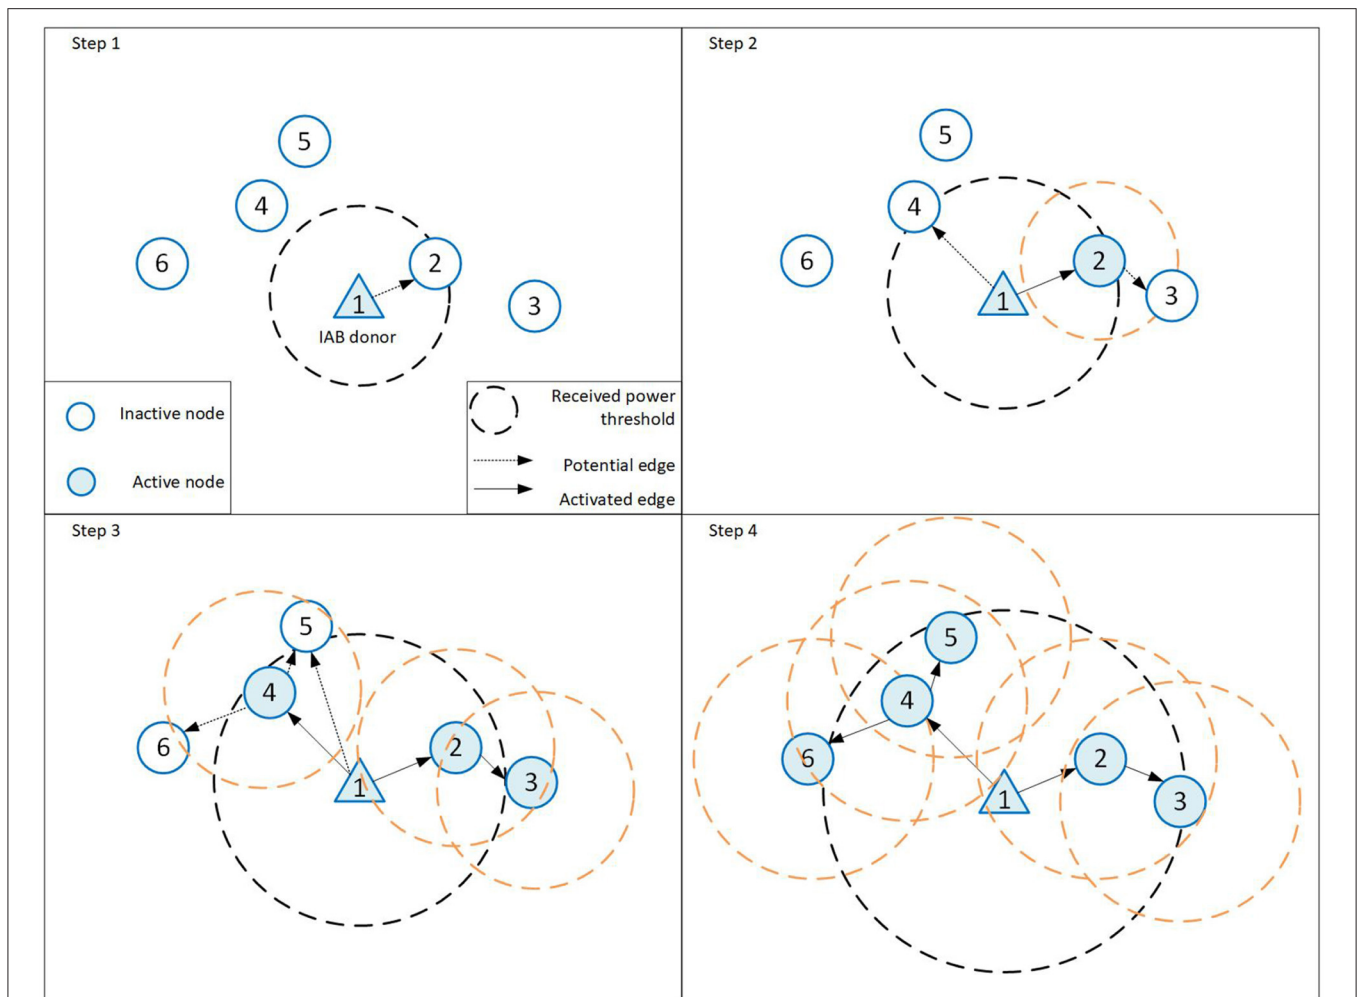 Step 1
5
4
6
2
1
3
IAB donor
Inactive node
Active node
Received power
threshold
Potential edge
Activated edge
Step 2
5
4
6
2
1
3
Step 3
5
4
6
2
1
3
Step 4
5
4
6
2
1
3